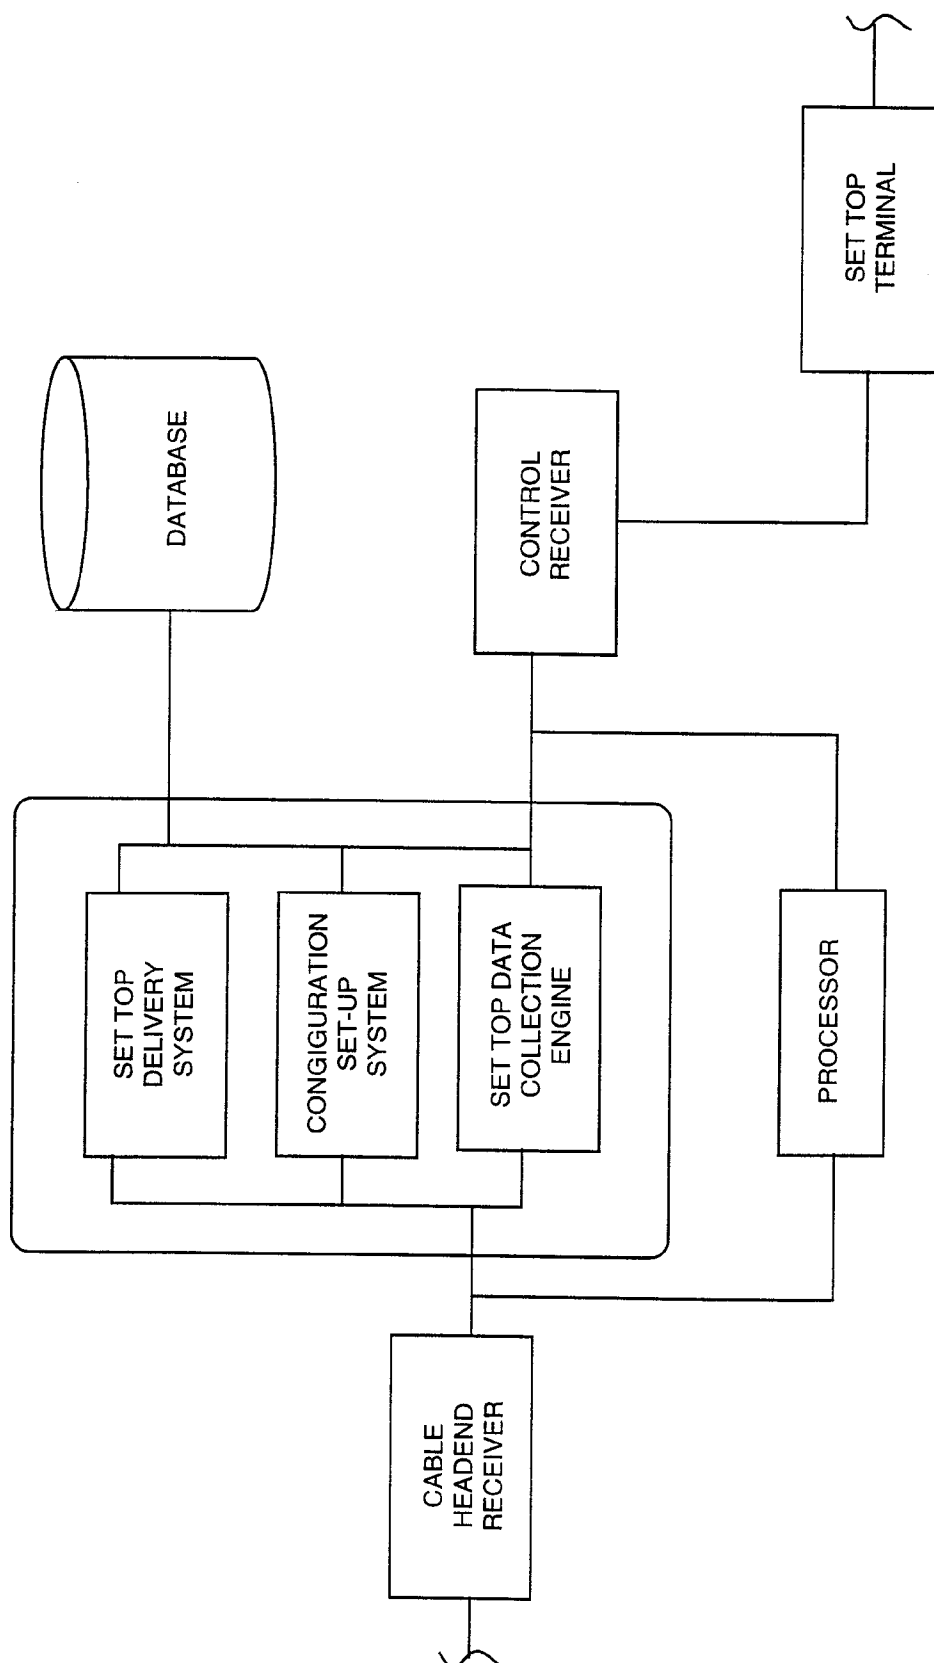 CABLE
HEADEND
RECEIVER
SET TOP
DELIVERY
SYSTEM
CONGIGURATION
SET-UP
SYSTEM
SET TOP DATA
COLLECTION
ENGINE
PROCESSOR
DATABASE
CONTROL
RECEIVER
SET TOP
TERMINAL